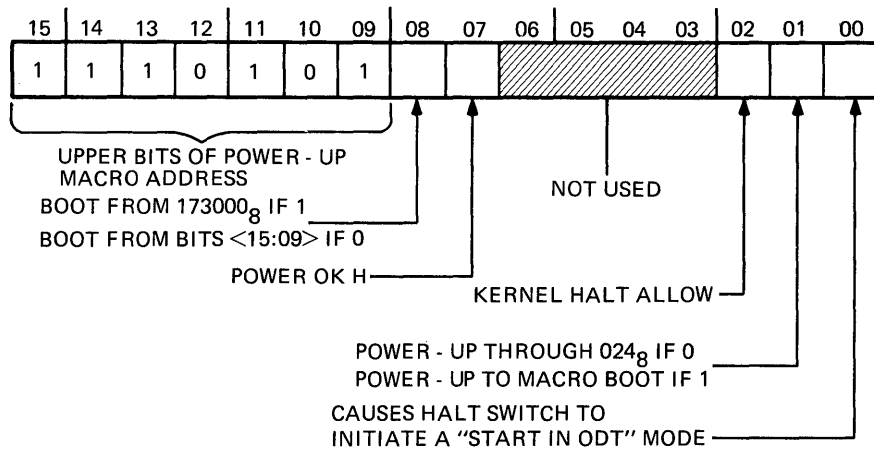 15 14 13 12 11 10 09 08 07 06 05 04 03 02 01 00
1 1 1 0 1 0 1
UPPER BITS OF POWER - UP
MACRO ADDRESS
BOOT FROM 173000₈ IF 1
BOOT FROM BITS <15:09> IF 0
NOT USED
POWER OK H
KERNEL HALT ALLOW
POWER - UP THROUGH 024₈ IF 0
POWER - UP TO MACRO BOOT IF 1
CAUSES HALT SWITCH TO
INITIATE A “START IN ODT” MODE